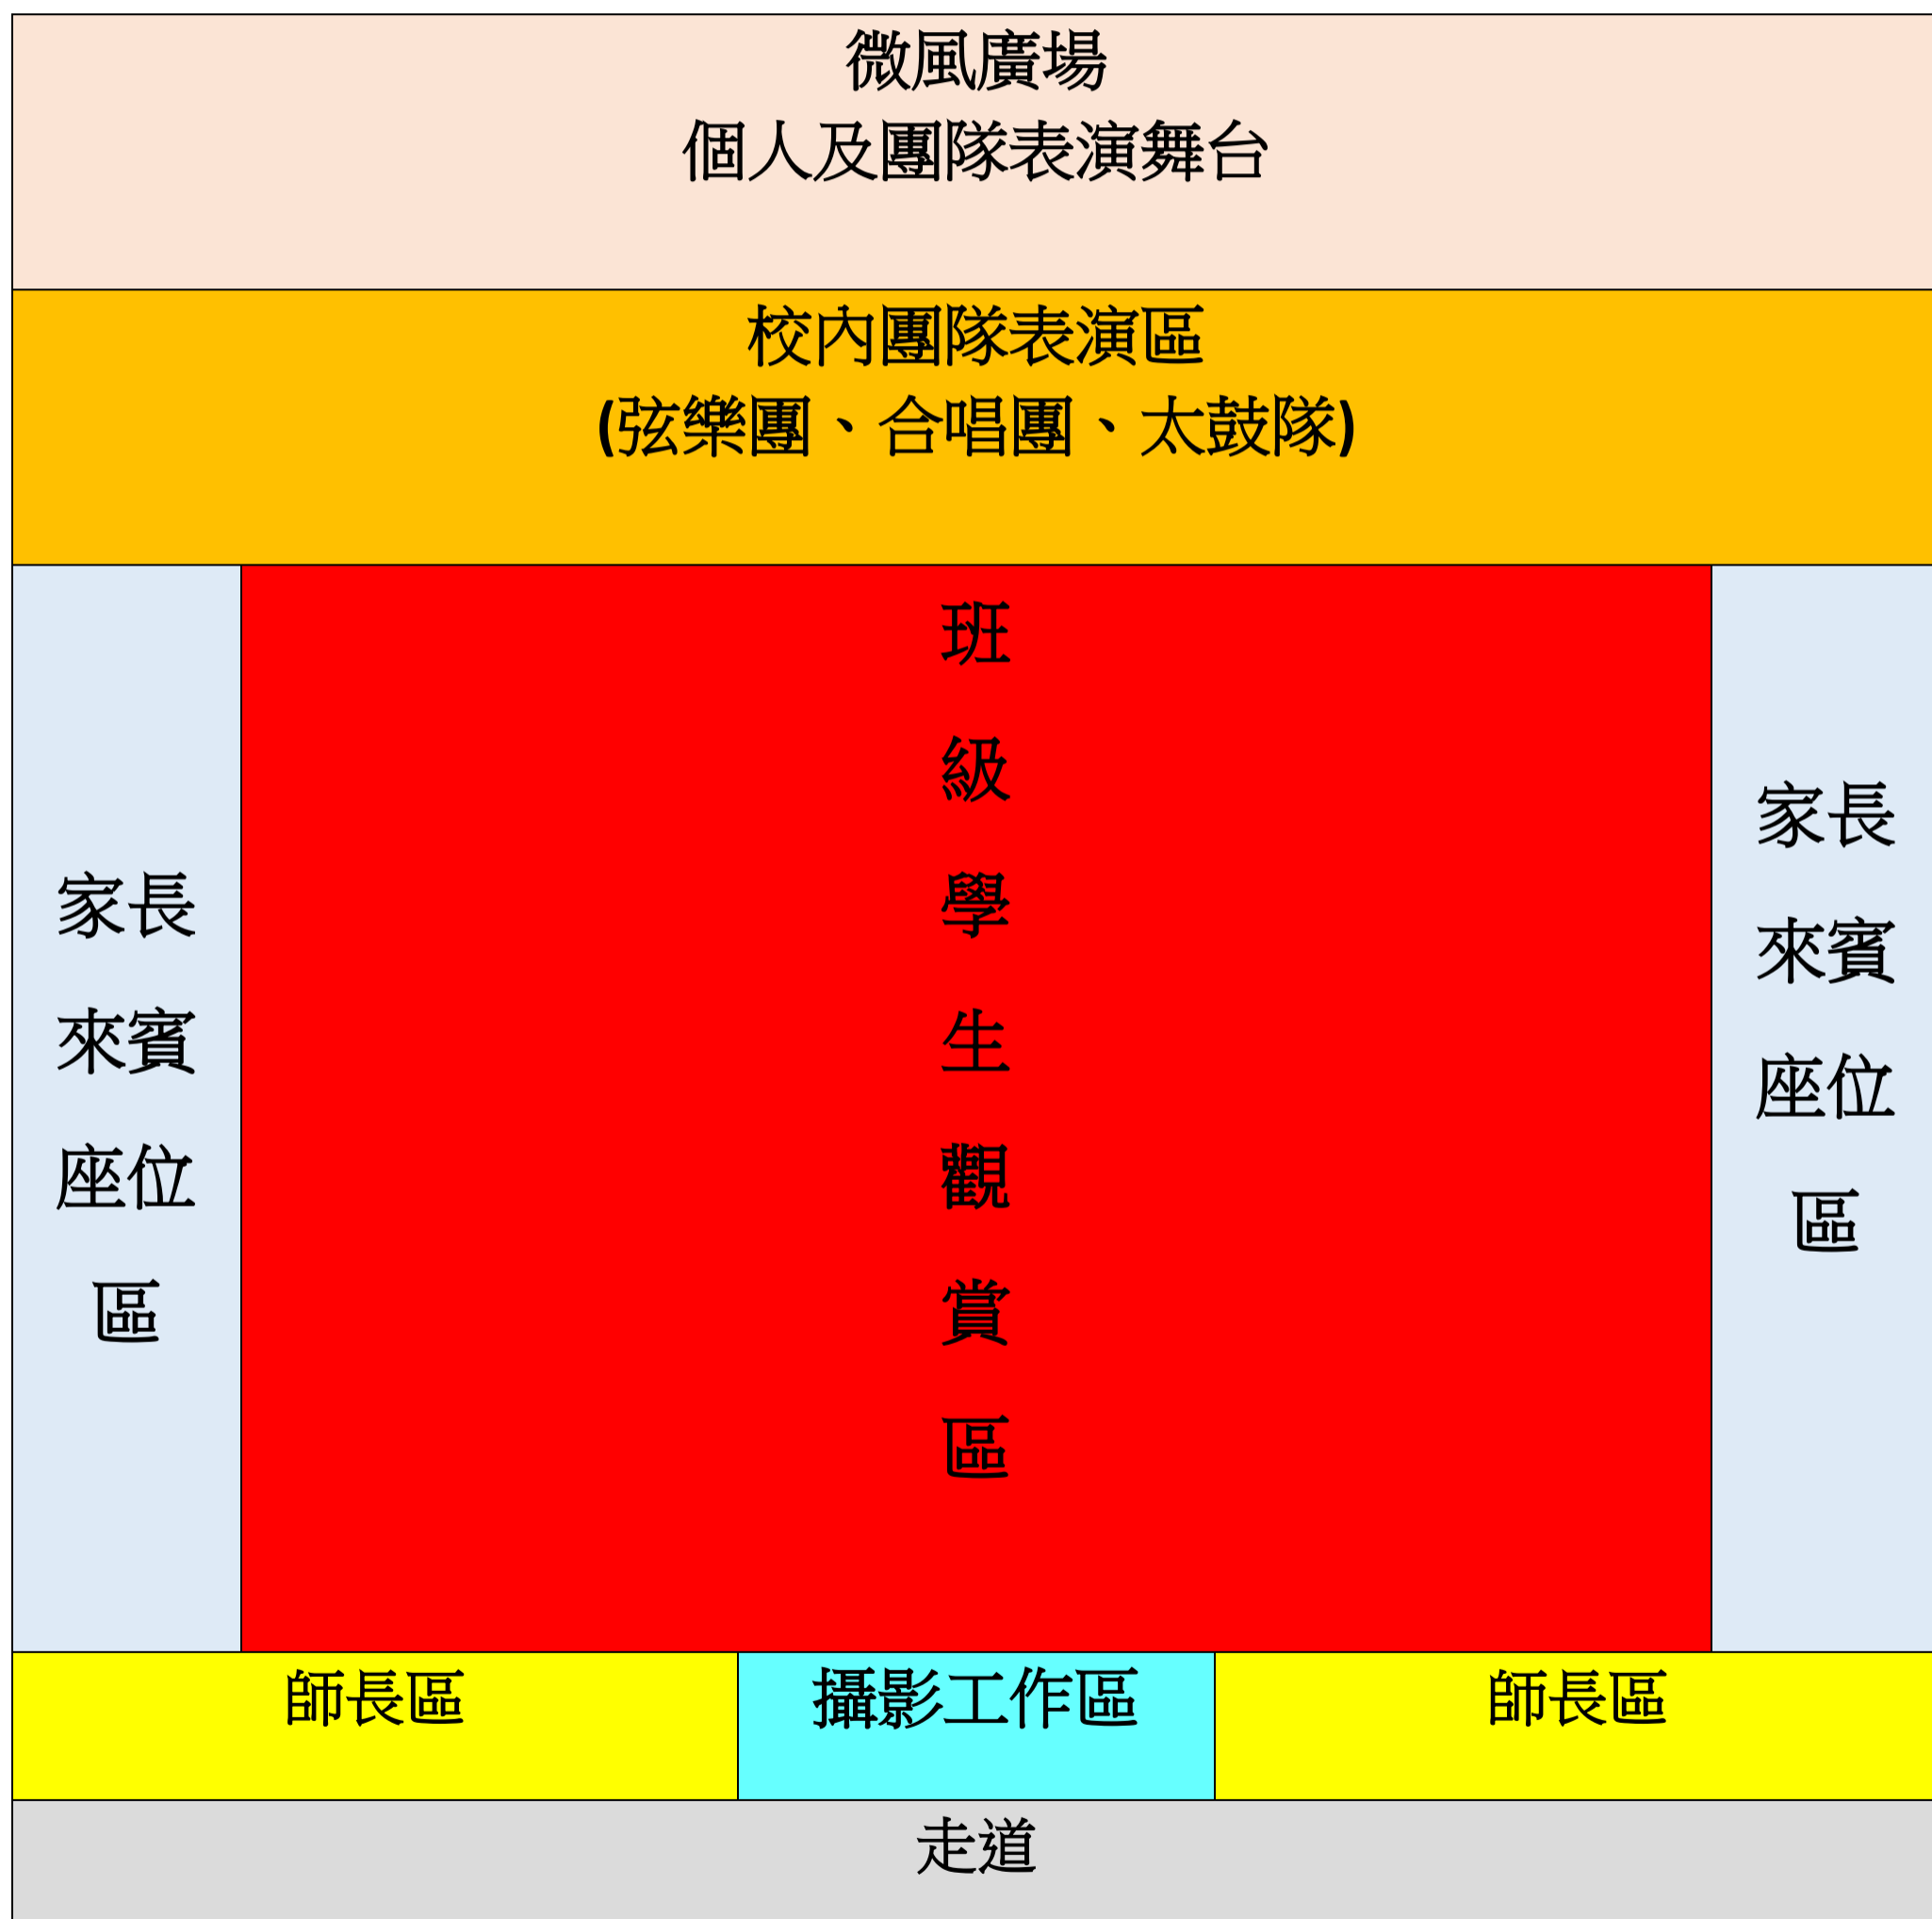 微風廣場
個人及團隊表演舞台
校內團隊表演區
(弦樂團、合唱團、太鼓隊)
家長
來賓
座位
區
班
級
學
生
觀
賞
區
家長
來賓
座位
區
師長區
攝影工作區
師長區
走道